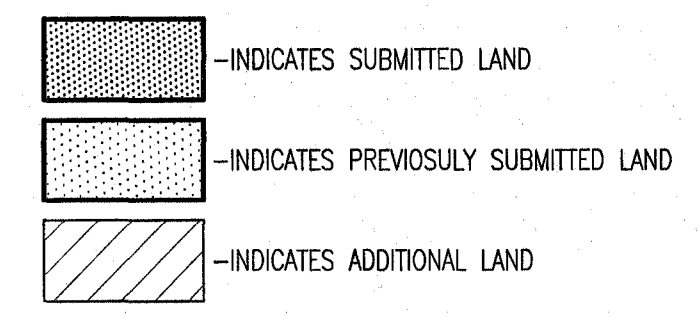 -INDICATES SUBMITTED LAND
-INDICATES PREVIOSULY SUBMITTED LAND
-INDICATES ADDITIONAL LAND